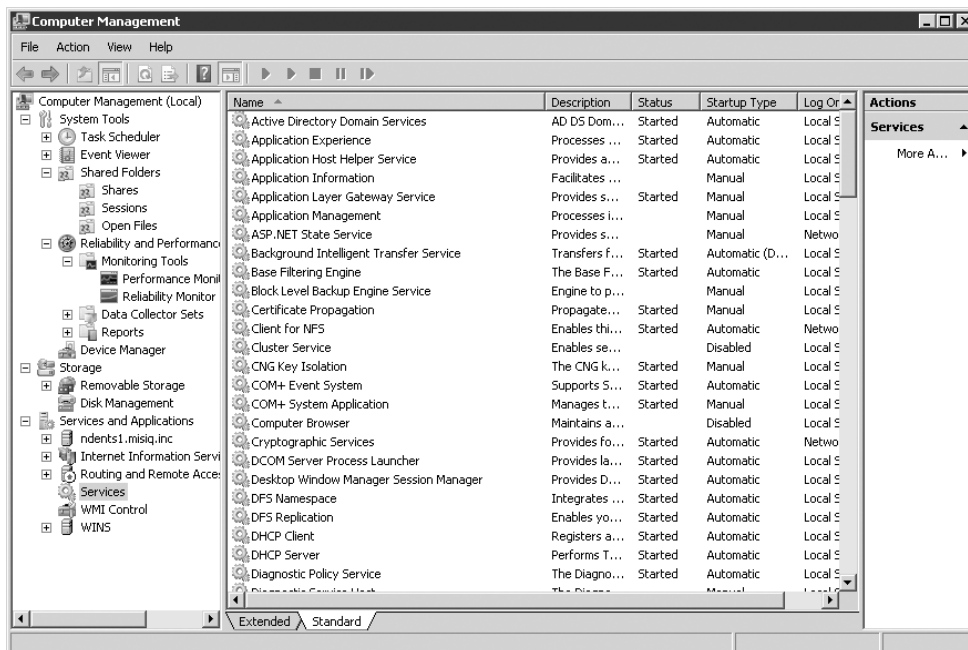 Computer Management
File Action View Help
Computer Management (Local)
System Tools
Task Scheduler
Event Viewer
Shared Folders
Shares
Sessions
Open Files
Reliability and Performanc
Monitoring Tools
Performance Moni
Reliability Monitor
Data Collector Sets
Reports
Device Manager
Storage
Removable Storage
Disk Management
Services and Applications
ndents1.misiq.inc
Internet Information Servi
Routing and Remote Acce
Services
WMI Control
WINS
Name Description Status Startup Type Log Or
Active Directory Domain Services AD DS Dom... Started Automatic Local S
Application Experience Processes ... Started Automatic Local S
Application Host Helper Service Provides a... Started Automatic Local S
Application Information Facilitates ... Manual Local S
Application Layer Gateway Service Provides s... Started Manual Local S
Application Management Processes i... Manual Local S
ASP.NET State Service Provides s... Manual Netwo
Background Intelligent Transfer Service Transfers f... Started Automatic (D... Local S
Base Filtering Engine The Base F... Started Automatic Local S
Block Level Backup Engine Service Engine to p... Manual Local S
Certificate Propagation Propagate... Started Manual Local S
Client for NFS Enables thi... Started Automatic Netwo
Cluster Service Enables se... Disabled Local S
CNG Key Isolation The CNG k... Started Manual Local S
COM+ Event System Supports S... Started Automatic Local S
COM+ System Application Manages t... Started Manual Local S
Computer Browser Maintains a... Disabled Local S
Cryptographic Services Provides fo... Started Automatic Netwo
DCOM Server Process Launcher Provides la... Started Automatic Local S
Desktop Window Manager Session Manager Provides D... Started Automatic Local S
DFS Namespace Integrates ... Started Automatic Local S
DFS Replication Enables yo... Started Automatic Local S
DHCP Client Registers a... Started Automatic Local S
DHCP Server Performs T... Started Automatic Local S
Diagnostic Policy Service The Diagno... Started Automatic Local S
Extended Standard
Actions
Services
More A...